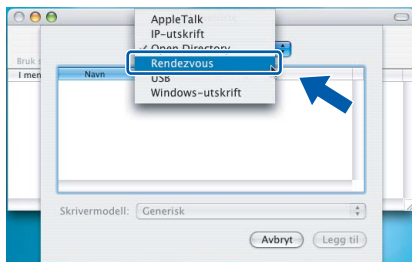 AppleTalk
IP-utskrift
✓ Open Directory
Bruk
Rendezvous
I men
Navn
USB
Windows-utskrift
Skrivermodell: Generisk
Avbryt
Legg til